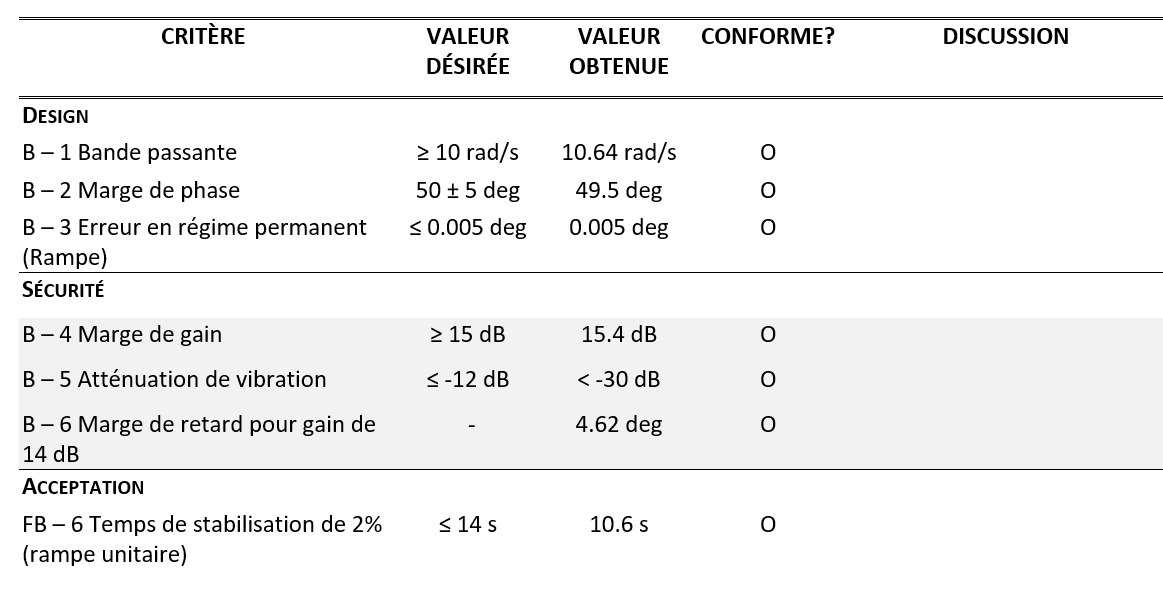 CRITÈRE VALEUR DÉSIRÉE VALEUR OBTENUE CONFORME? DISCUSSION
DESIGN
B – 1 Bande passante ≥ 10 rad/s 10.64 rad/s O
B – 2 Marge de phase 50 ± 5 deg 49.5 deg O
B – 3 Erreur en régime permanent ≤ 0.005 deg 0.005 deg O
(Rampe)
SÉCURITÉ
B – 4 Marge de gain ≥ 15 dB 15.4 dB O
B – 5 Atténuation de vibration ≤ -12 dB < -30 dB O
B – 6 Marge de retard pour gain de - 4.62 deg O
14 dB
ACCEPTATION
FB – 6 Temps de stabilisation de 2% ≤ 14 s 10.6 s O
(rampe unitaire)